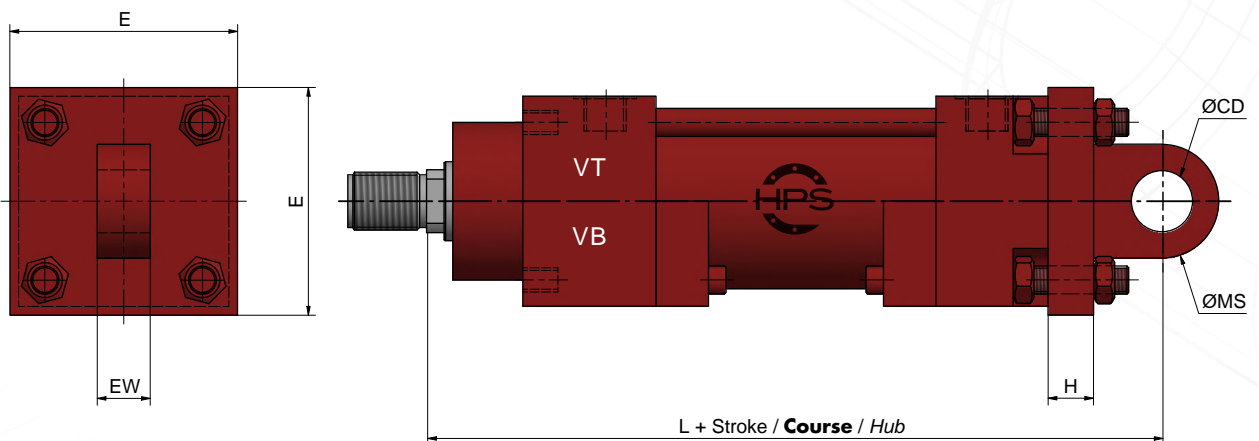 E
E
EW
VT
VB
HPS
ØCD
ØMS
H
L + Stroke / Course / Hub